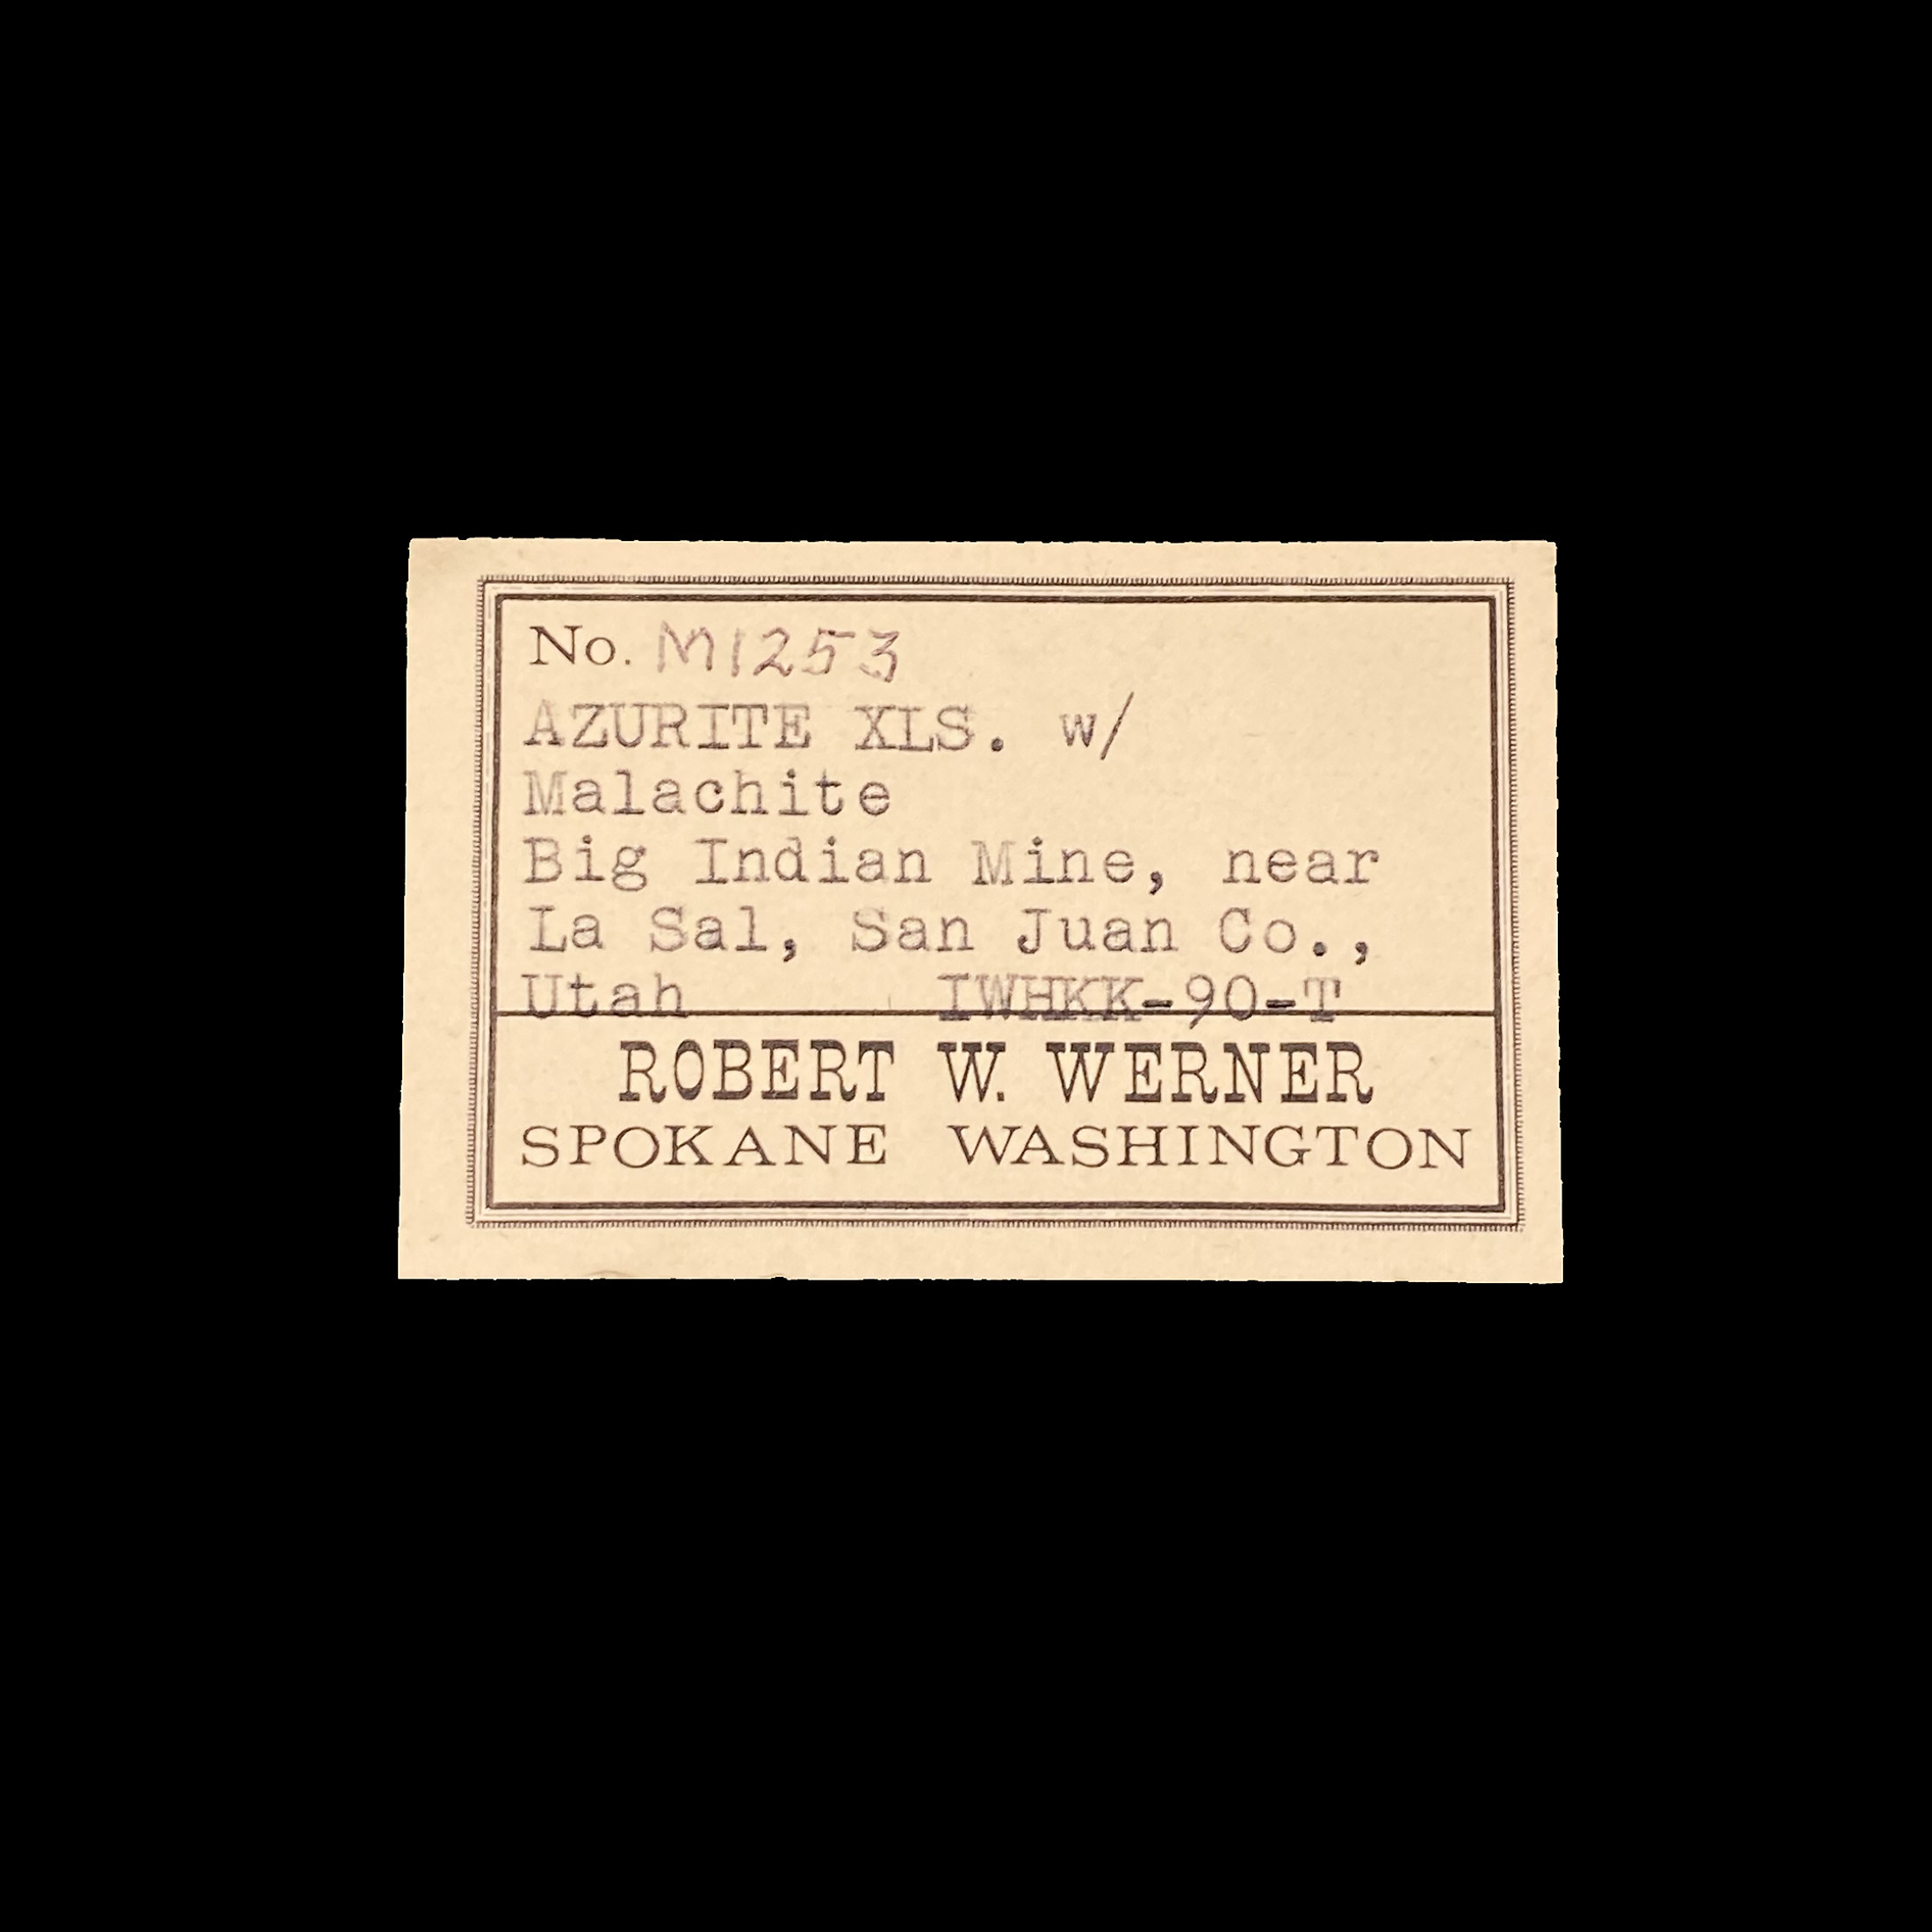 No. M1253
AZURITE XLS. w/
Malachite
Big Indian Mine, near
La Sal, San Juan Co.,
Utah IWHKK-90-T
ROBERT W. WERNER
SPOKANE WASHINGTON